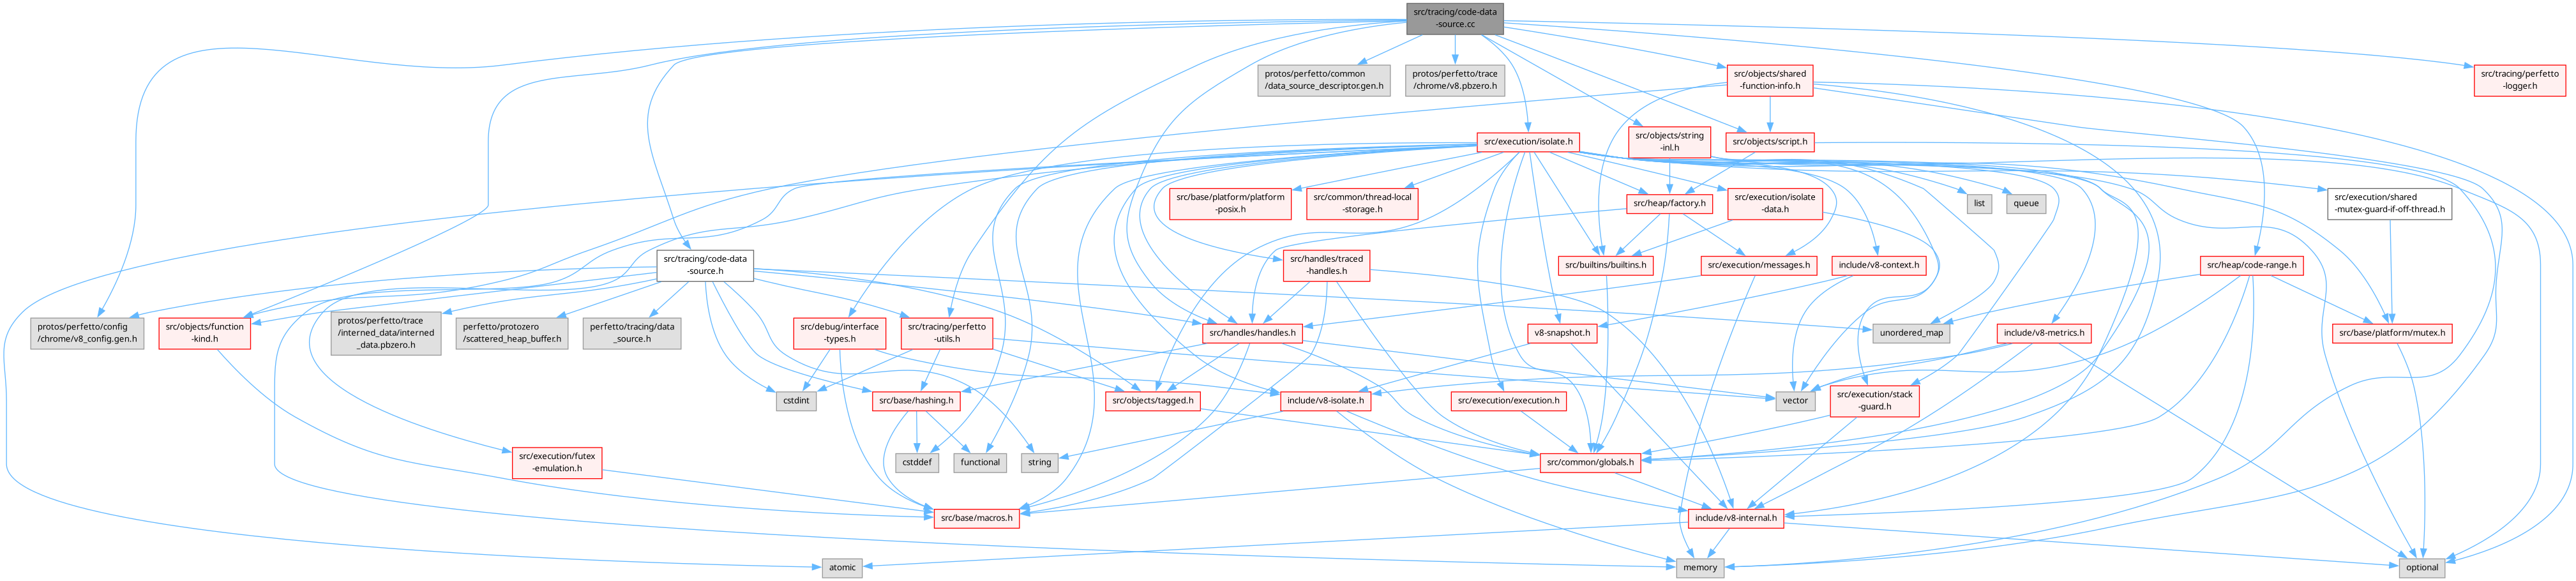 src/tracing/code-data
-source.cc
protos/perfetto/common
/data_source_descriptor.gen.h
protos/perfetto/trace
/chrome/v8.pbzero.h
src/objects/shared
-function-info.h
src/tracing/perfetto
-logger.h
src/execution/isolate.h
src/objects/string
-inl.h
src/objects/script.h
src/base/platform/platform
-posix.h
src/common/thread-local
-storage.h
src/heap/factory.h
src/execution/isolate
-data.h
list
queue
src/execution/shared
-mutex-guard-if-off-thread.h
src/tracing/code-data
-source.h
src/handles/traced
-handles.h
src/builtins/builtins.h
src/execution/messages.h
include/v8-context.h
src/heap/code-range.h
protos/perfetto/config
/chrome/v8_config.gen.h
src/objects/function
-kind.h
protos/perfetto/trace
/interned_data/interned
_data.pbzero.h
perfetto/protozero
/scattered_heap_buffer.h
perfetto/tracing/data
_source.h
src/debug/interface
-types.h
src/tracing/perfetto
-utils.h
src/handles/handles.h
v8-snapshot.h
unordered_map
include/v8-metrics.h
src/base/platform/mutex.h
cstdint
src/base/hashing.h
src/objects/tagged.h
include/v8-isolate.h
src/execution/execution.h
vector
src/execution/stack
-guard.h
src/execution/futex
-emulation.h
cstddef
functional
string
src/common/globals.h
src/base/macros.h
include/v8-internal.h
atomic
memory
optional